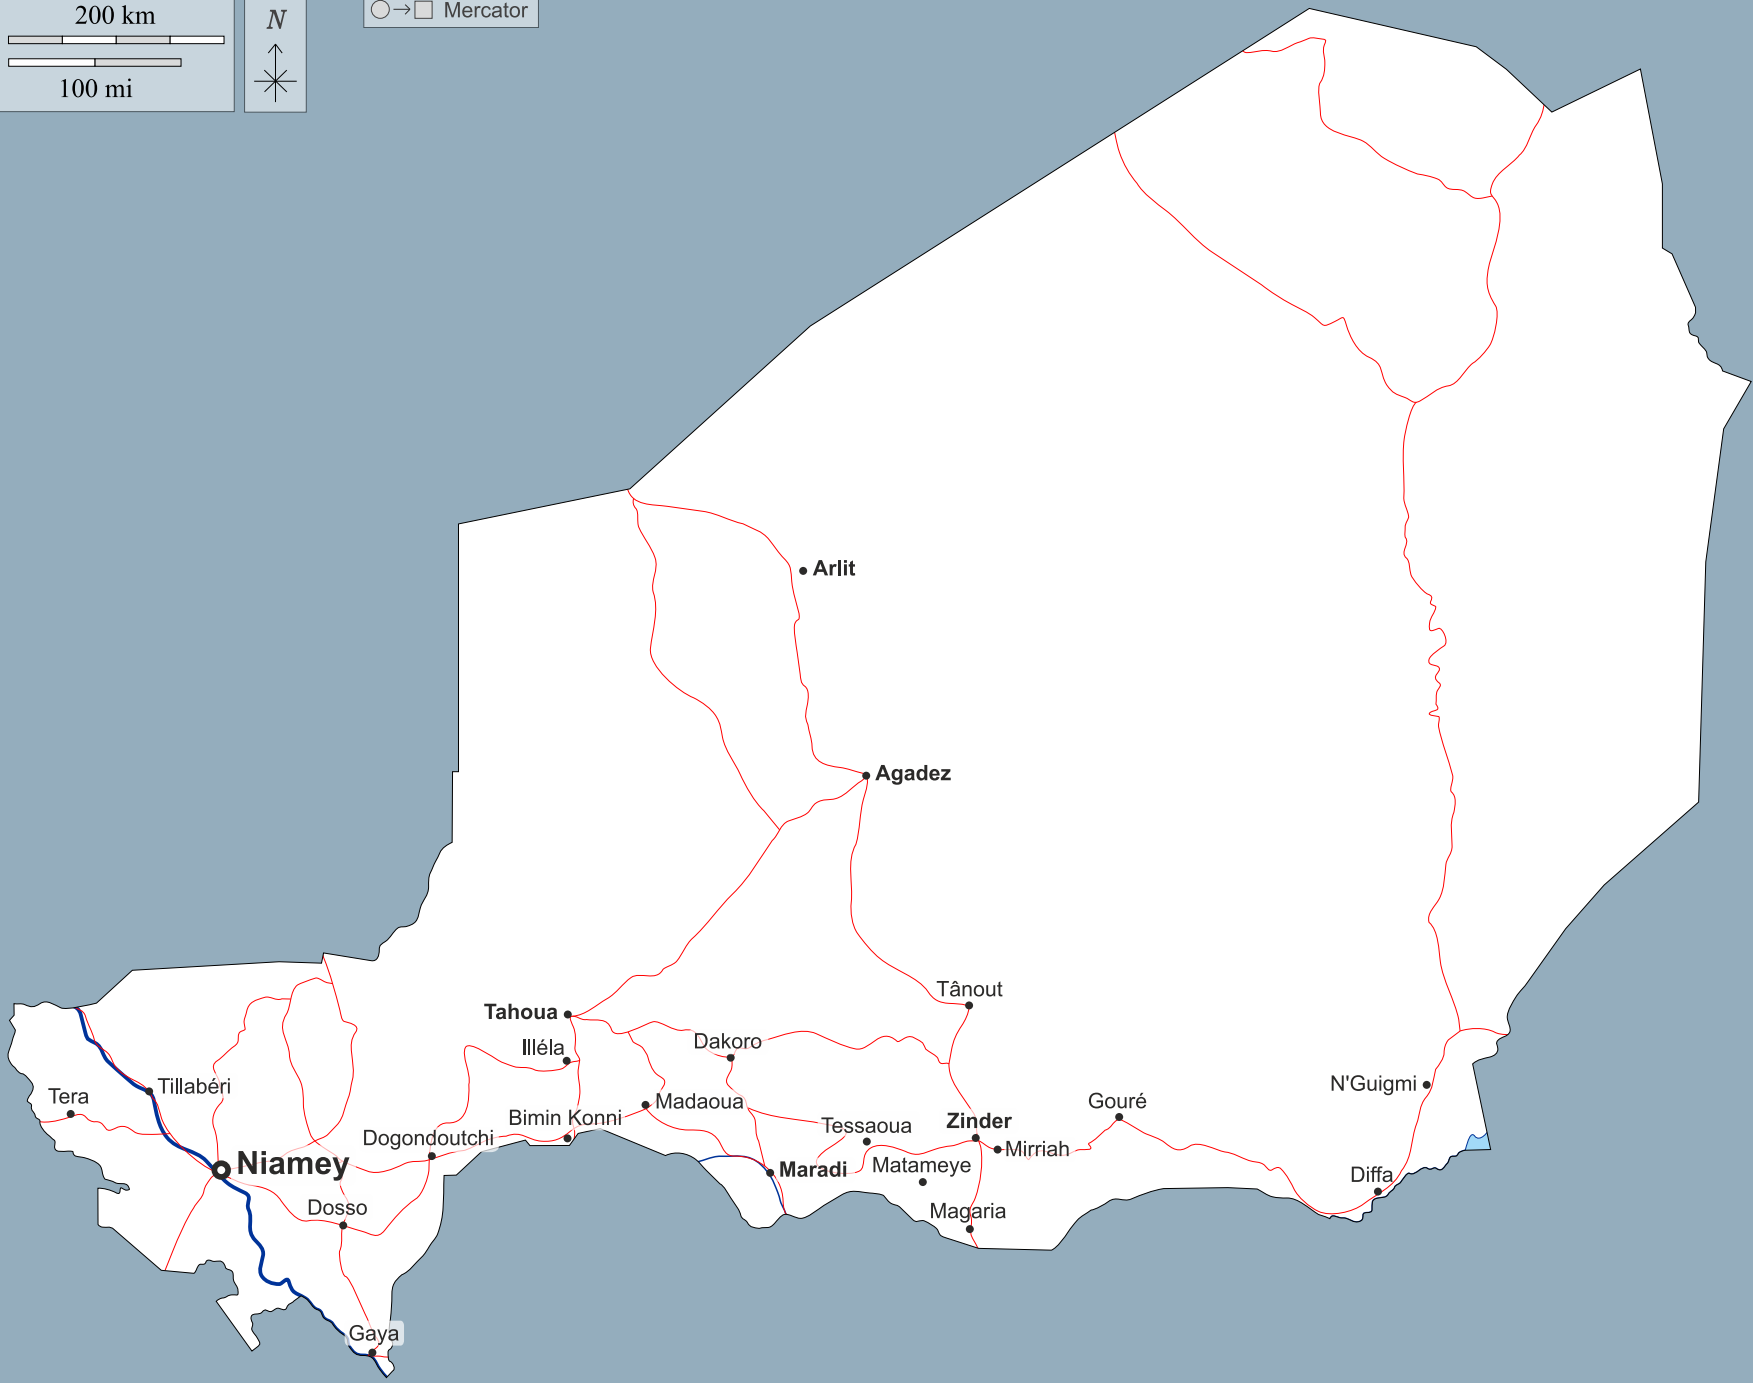 200 km
100 mi
N
Mercator
Arlit
Agadez
Tânout
Tahoua
Illéla
Dakoro
N'Guigmi
Tillabéri
Tera
Madaoua
Gouré
Bimin Konni
Tessaoua
Zinder
Dogondoutchi
Mirriah
Niamey
Maradi
Matameye
Diffa
Dosso
Magaria
Gaya